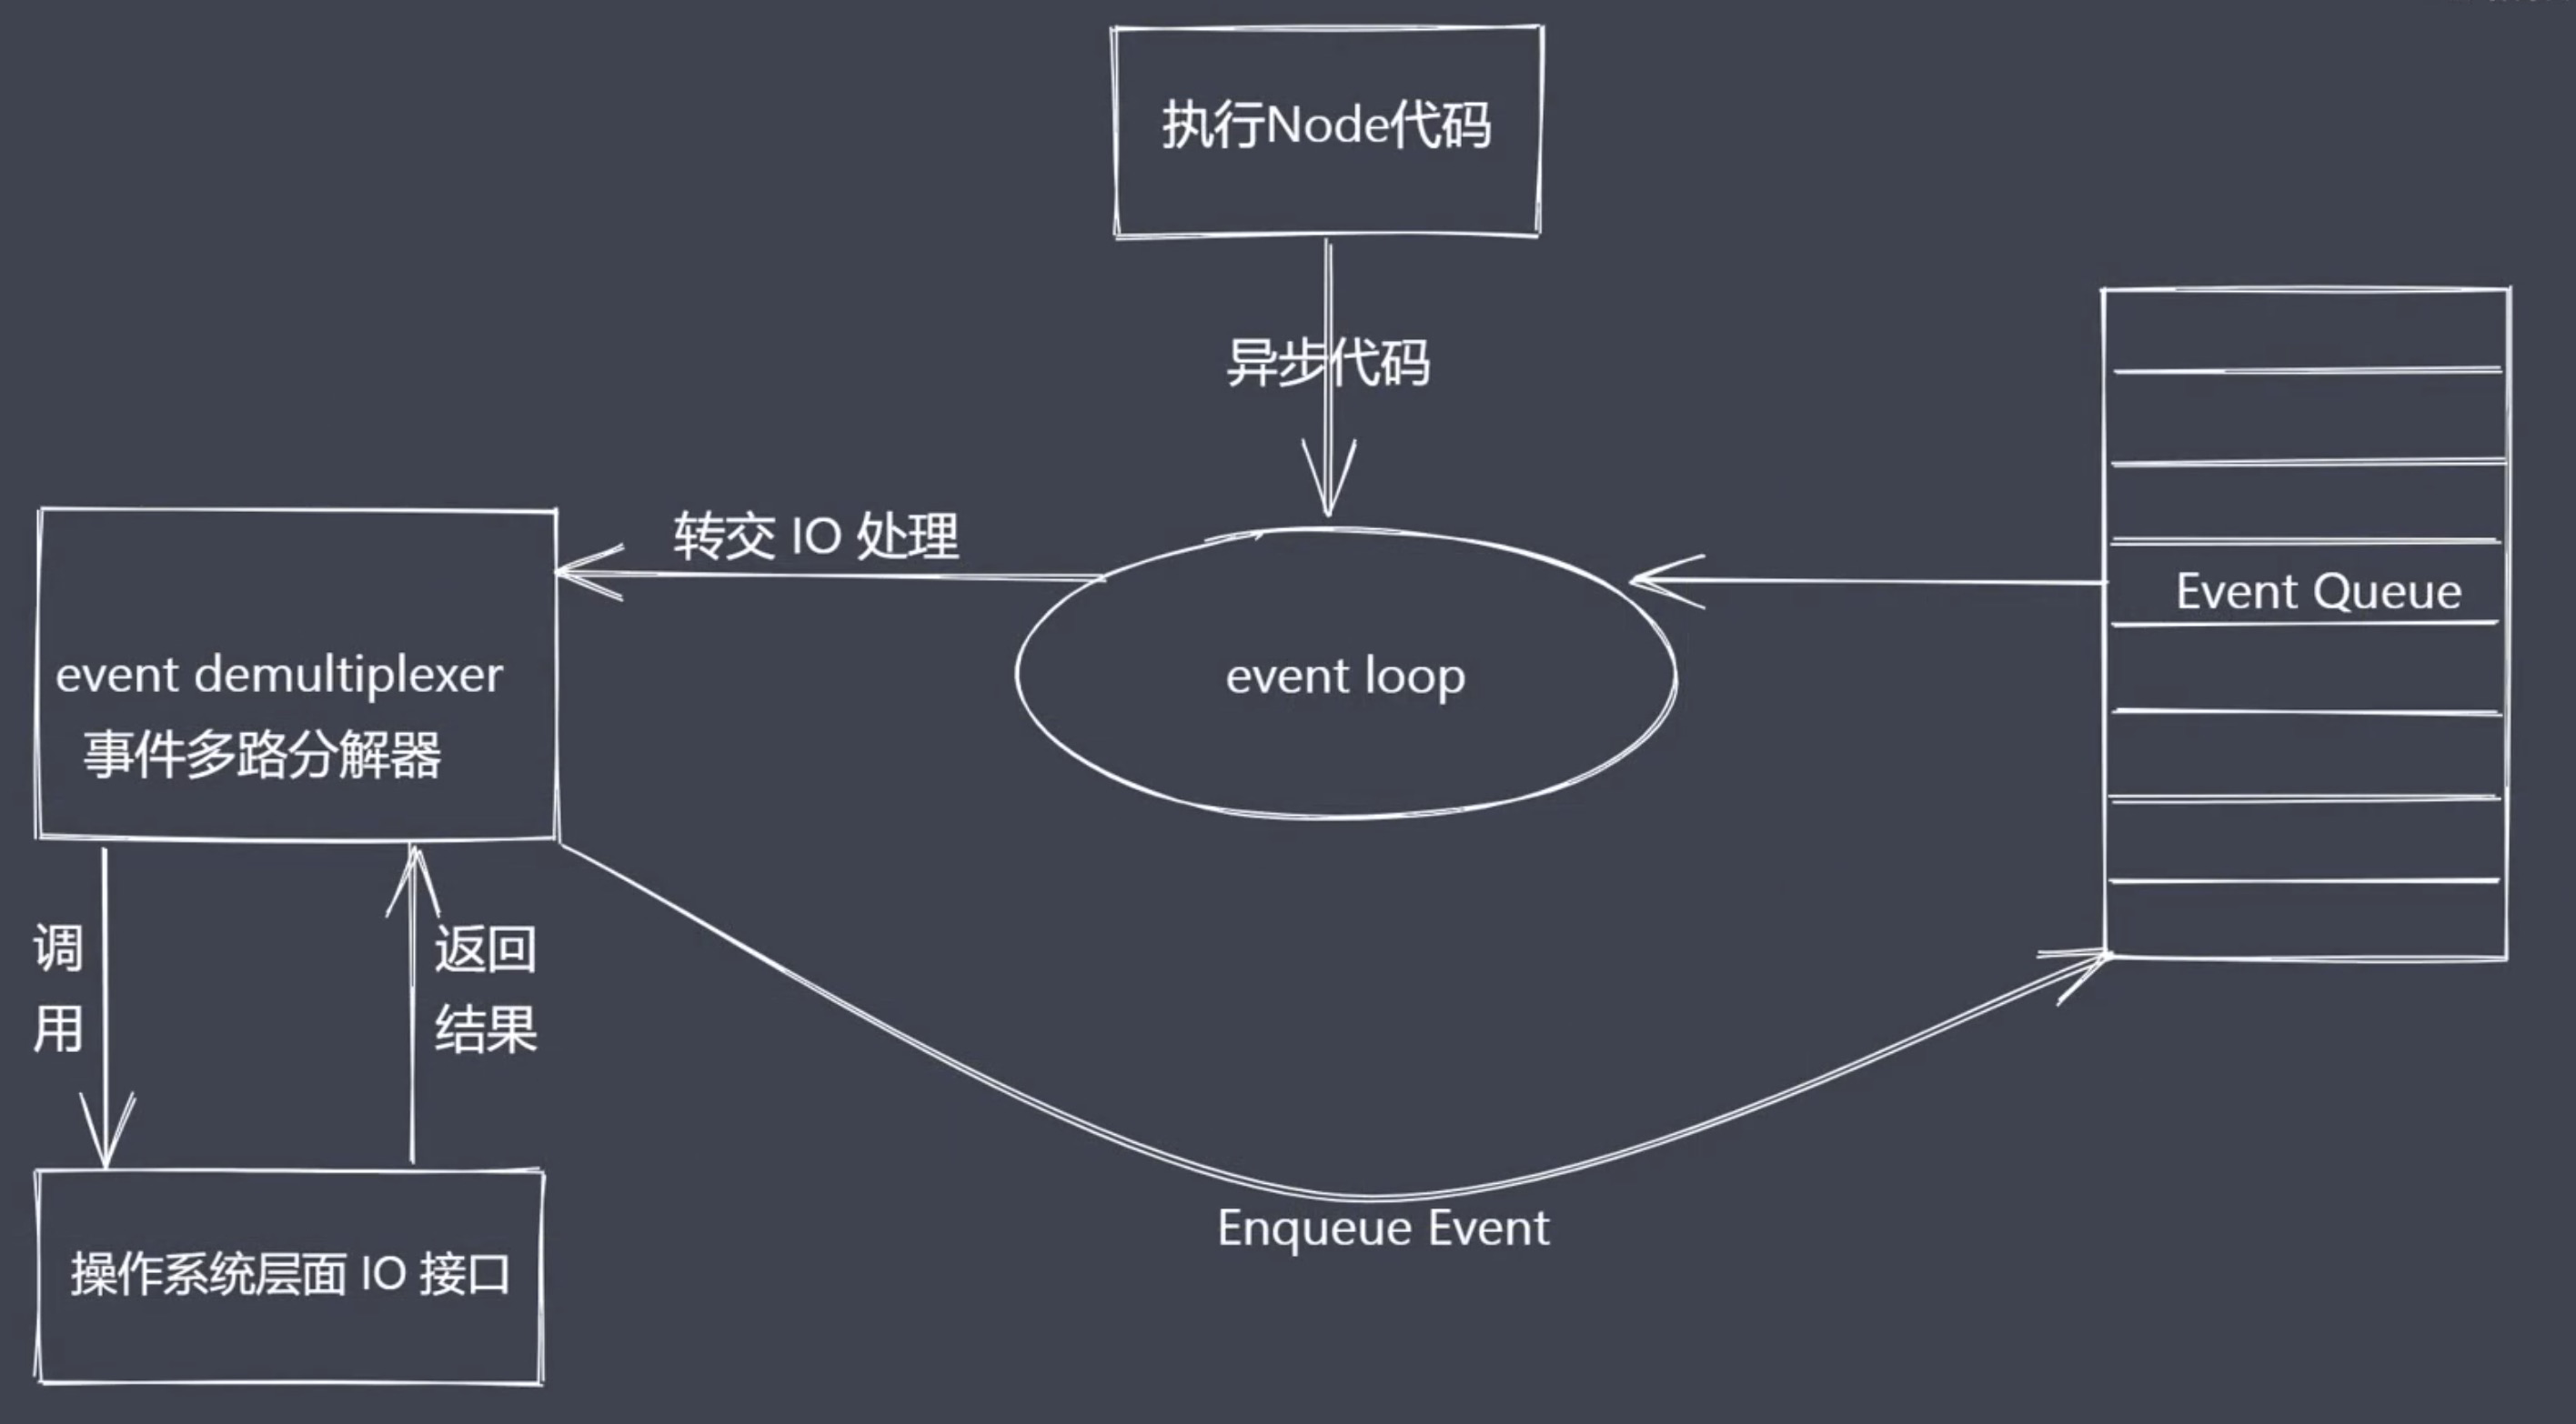 执行Node代码
异步代码
转交 IO 处理
Event Queue
event demultiplexer
事件多路分解器
event loop
调
用
返回
结果
Enqueue Event
操作系统层面 IO 接口